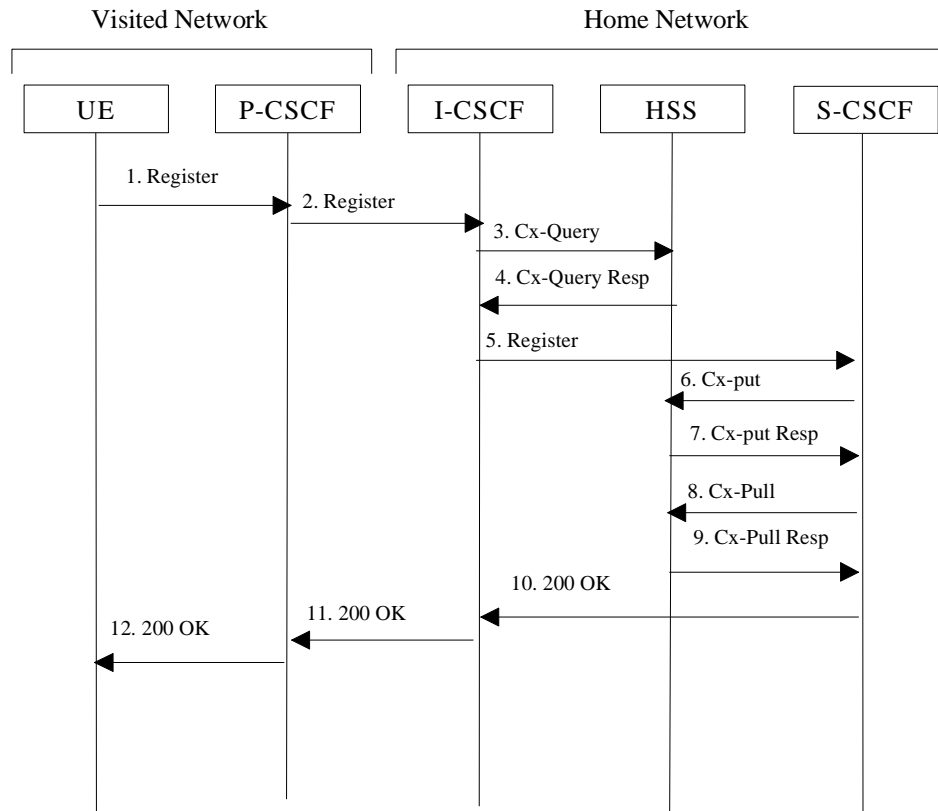 Visited Network
Home Network
UE
P-CSCF
I-CSCF
HSS
S-CSCF
1. Register
2. Register
3. Cx-Query
4. Cx-Query Resp
5. Register
6. Cx-put
7. Cx-put Resp
8. Cx-Pull
9. Cx-Pull Resp
10. 200 OK
11. 200 OK
12. 200 OK